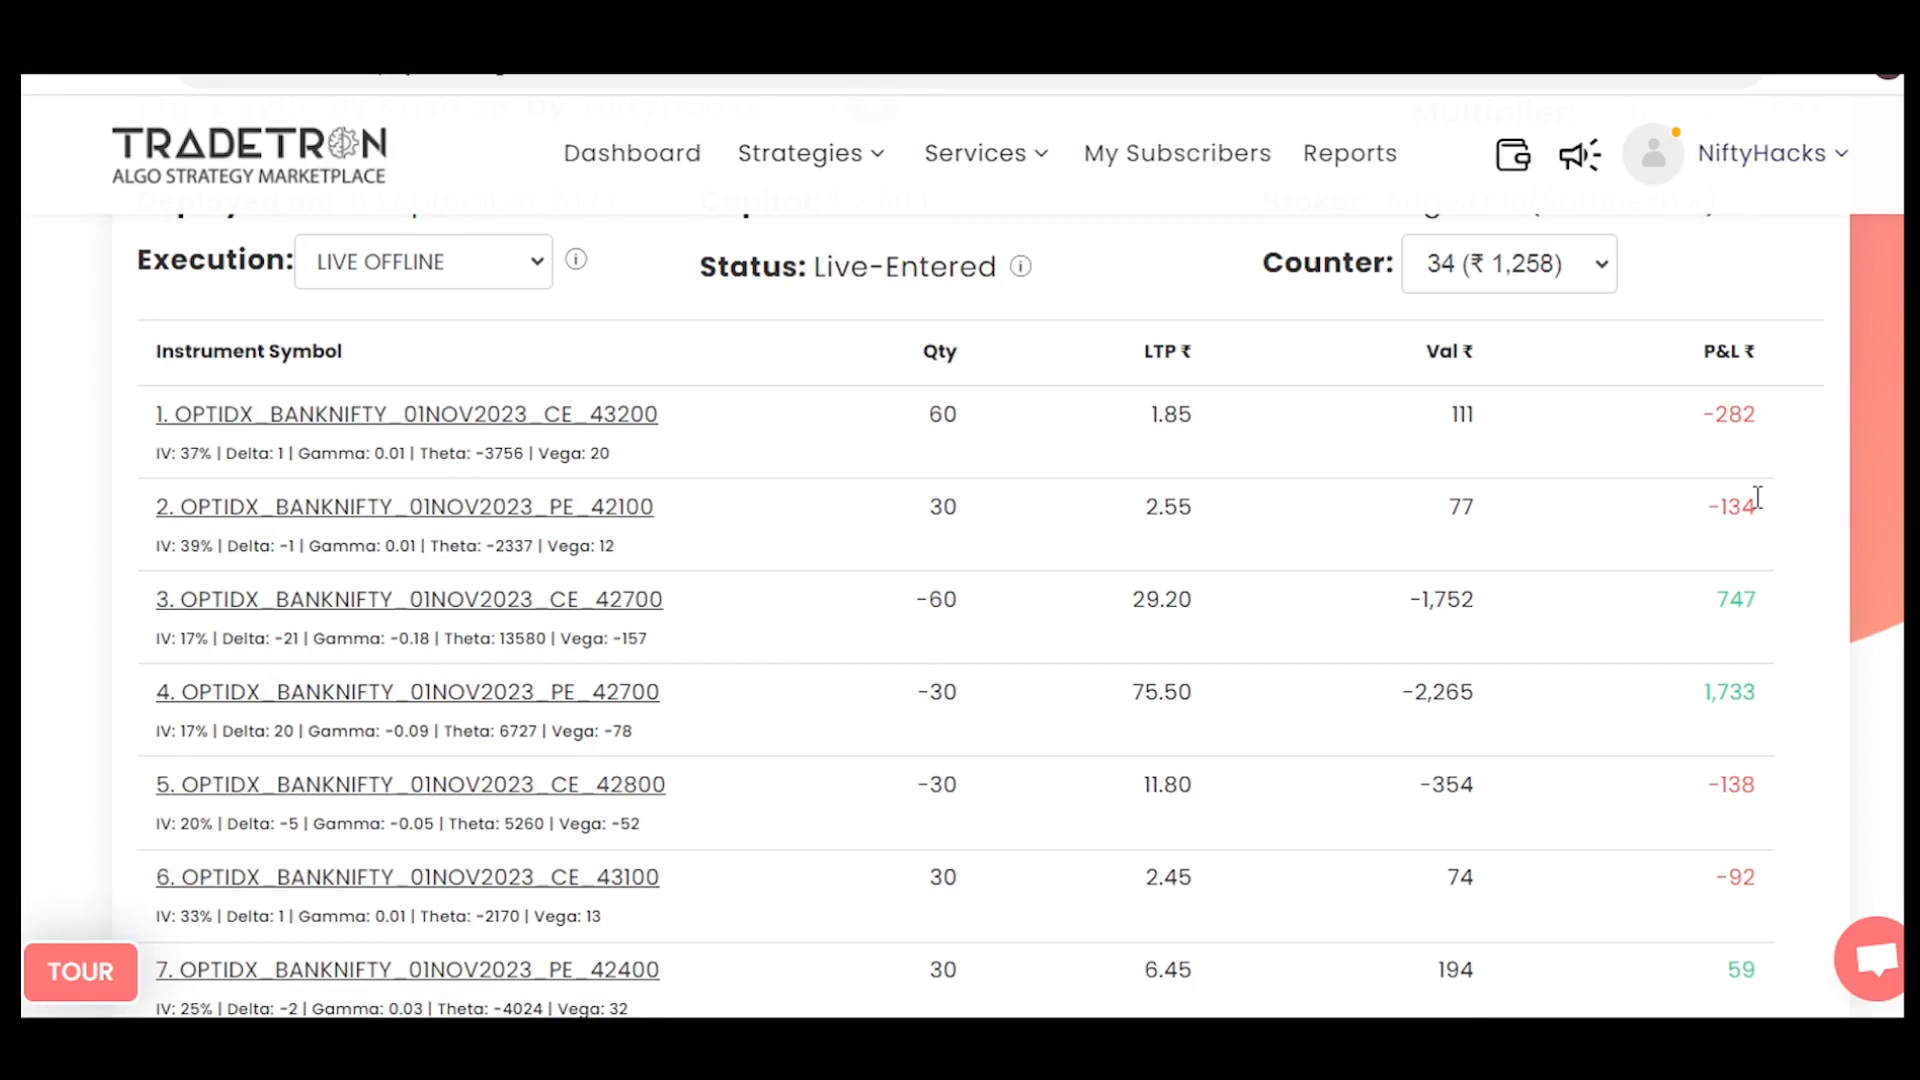 TRADETRON
ALGO STRATEGY MARKETPLACE
Dashboard Strategies Services My Subscribers Reports NiftyHacks
Execution: LIVE OFFLINE Status: Live-Entered Counter: 34 (₹ 1,258)
Instrument Symbol Qty LTP ₹ Val ₹ P&L ₹
1. OPTIDX_BANKNIFTY_01NOV2023_CE_43200 60 1.85 111 -282
IV: 37% | Delta: 1 | Gamma: 0.01 | Theta: -3756 | Vega: 20
2. OPTIDX_BANKNIFTY_01NOV2023_PE_42100 30 2.55 77 -134
IV: 39% | Delta: -1 | Gamma: 0.01 | Theta: -2337 | Vega: 12
3. OPTIDX_BANKNIFTY_01NOV2023_CE_42700 -60 29.20 -1,752 747
IV: 17% | Delta: -21 | Gamma: -0.18 | Theta: 13580 | Vega: -157
4. OPTIDX_BANKNIFTY_01NOV2023_PE_42700 -30 75.50 -2,265 1,733
IV: 17% | Delta: 20 | Gamma: -0.09 | Theta: 6727 | Vega: -78
5. OPTIDX_BANKNIFTY_01NOV2023_CE_42800 -30 11.80 -354 -138
IV: 20% | Delta: -5 | Gamma: -0.05 | Theta: 5260 | Vega: -52
6. OPTIDX_BANKNIFTY_01NOV2023_CE_43100 30 2.45 74 -92
IV: 33% | Delta: 1 | Gamma: 0.01 | Theta: -2170 | Vega: 13
TOUR
7. OPTIDX_BANKNIFTY_01NOV2023_PE_42400 30 6.45 194 59
IV: 25% | Delta: -2 | Gamma: 0.03 | Theta: -4024 | Vega: 32